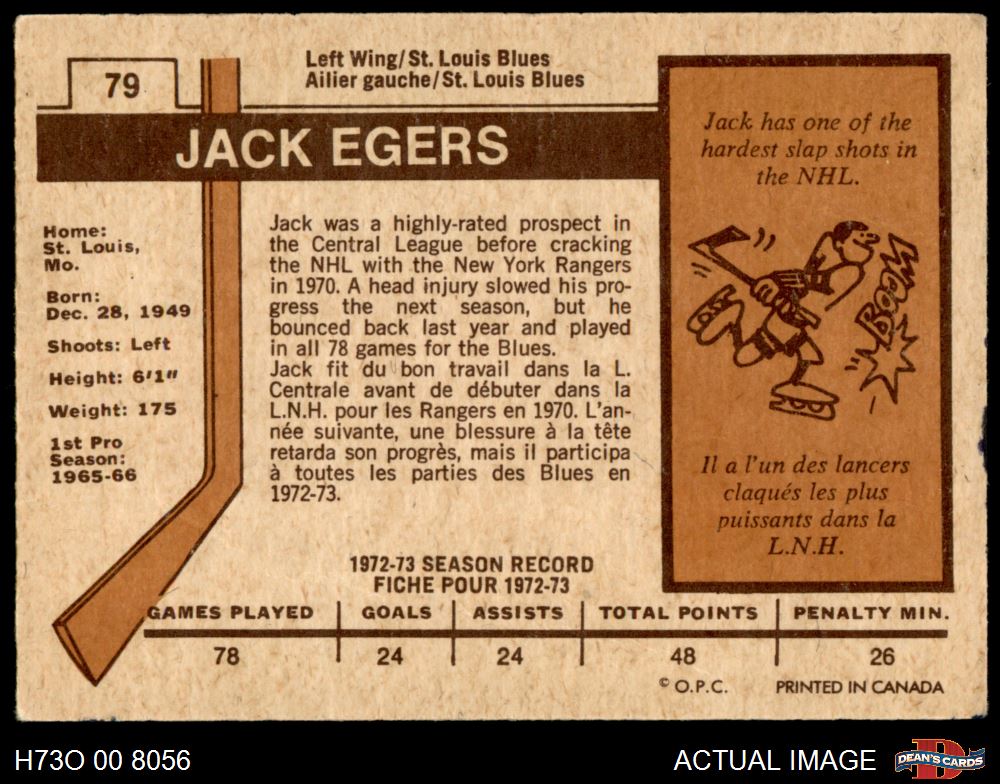 79
Left Wing/St. Louis Blues
Ailier gauche/St. Louis Blues
JACK EGERS
Home:
St. Louis,
Mo.
Born:
Dec. 28, 1949
Shoots: Left
Height: 6'1"
Weight: 175
1st Pro
Season:
1965-66
Jack was a highly-rated prospect in
the Central League before cracking
the NHL with the New York Rangers
in 1970. A head injury slowed his pro-
gress the next season, but he
bounced back last year and played
in all 78 games for the Blues.
Jack fit du bon travail dans la L.
Centrale avant de débuter dans la
L.N.H. pour les Rangers en 1970. L'an-
née suivante, une blessure à la tête
retarda son progrès, mais il participa
à toutes les parties des Blues en
1972-73.
Jack has one of the
hardest slap shots in
the NHL.
BOOM
Il a l'un des lancers
claqués les plus
puissants dans la
L.N.H.
1972-73 SEASON RECORD
FICHE POUR 1972-73
GAMES PLAYED GOALS ASSISTS TOTAL POINTS PENALTY MIN.
78 24 24 48 26
© O.P.C. PRINTED IN CANADA
H73O 00 8056
ACTUAL IMAGE
D
DEAN'S CARDS